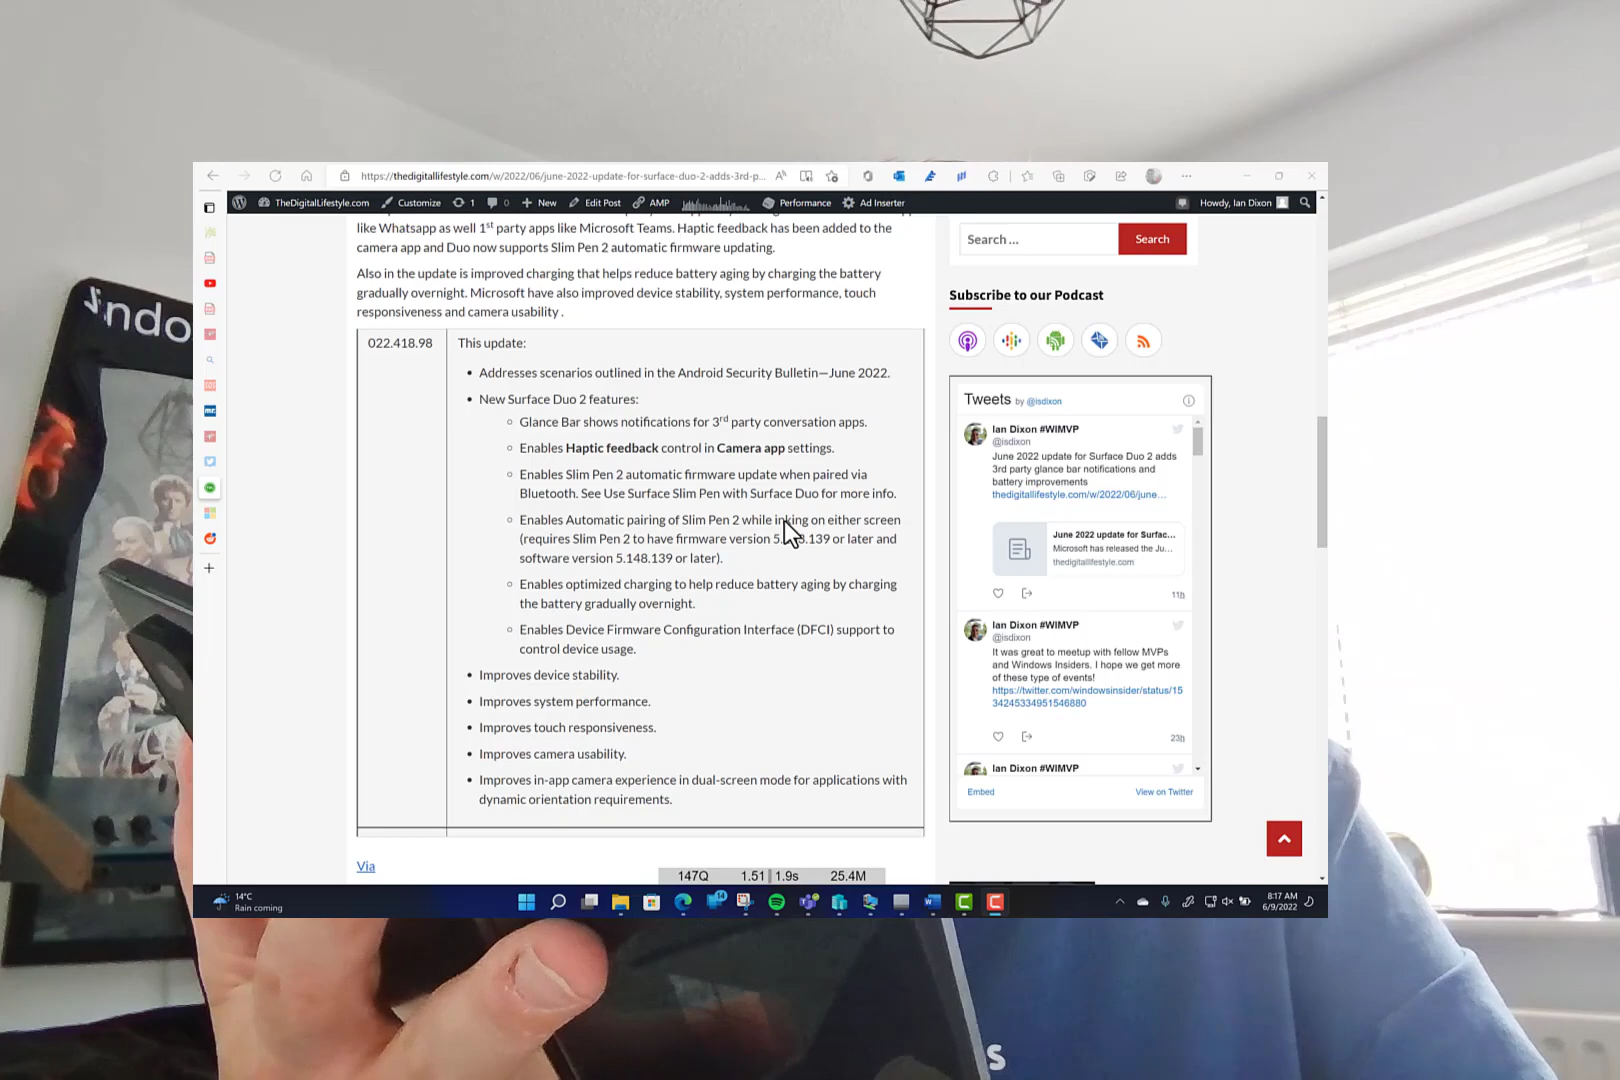 https://thedigitallifestyle.com/w/2022/06/june-2022-update-for-surface-duo-2-adds-3rd-p...
TheDigitalLifestyle.com Customize 1 0 New Edit Post AMP Performance Ad Inserter Howdy, Ian Dixon
like Whatsapp as well 1st party apps like Microsoft Teams. Haptic feedback has been added to the
camera app and Duo now supports Slim Pen 2 automatic firmware updating.
Also in the update is improved charging that helps reduce battery aging by charging the battery
gradually overnight. Microsoft have also improved device stability, system performance, touch
responsiveness and camera usability .
022.418.98
This update:
• Addresses scenarios outlined in the Android Security Bulletin—June 2022.
• New Surface Duo 2 features:
Glance Bar shows notifications for 3rd party conversation apps.
Enables Haptic feedback control in Camera app settings.
Enables Slim Pen 2 automatic firmware update when paired via
Bluetooth. See Use Surface Slim Pen with Surface Duo for more info.
Enables Automatic pairing of Slim Pen 2 while inking on either screen
(requires Slim Pen 2 to have firmware version .139 or later and
software version 5.148.139 or later).
Enables optimized charging to help reduce battery aging by charging
the battery gradually overnight.
Enables Device Firmware Configuration Interface (DFCI) support to
control device usage.
• Improves device stability.
• Improves system performance.
• Improves touch responsiveness.
• Improves camera usability.
• Improves in-app camera experience in dual-screen mode for applications with
dynamic orientation requirements.
Via
147Q 1.51 1.9s 25.4M
Search ... Search
Subscribe to our Podcast
Tweets by @isdixon
Ian Dixon #WIMVP
@isdixon
June 2022 update for Surface Duo 2 adds
3rd party glance bar notifications and
battery improvements
thedigitallifestyle.com/w/2022/06/june...
June 2022 update for Surfac...
Microsoft has released the Ju...
thedigitallifestyle.com
11h
Ian Dixon #WIMVP
@isdixon
It was great to meetup with fellow MVPs
and Windows Insiders. I hope we get more
of these type of events!
https://twitter.com/windowsinsider/status/15
34245334951546880
23h
Ian Dixon #WIMVP
Embed View on Twitter
14°C
Rain coming
8:17 AM
6/9/2022
indo
S